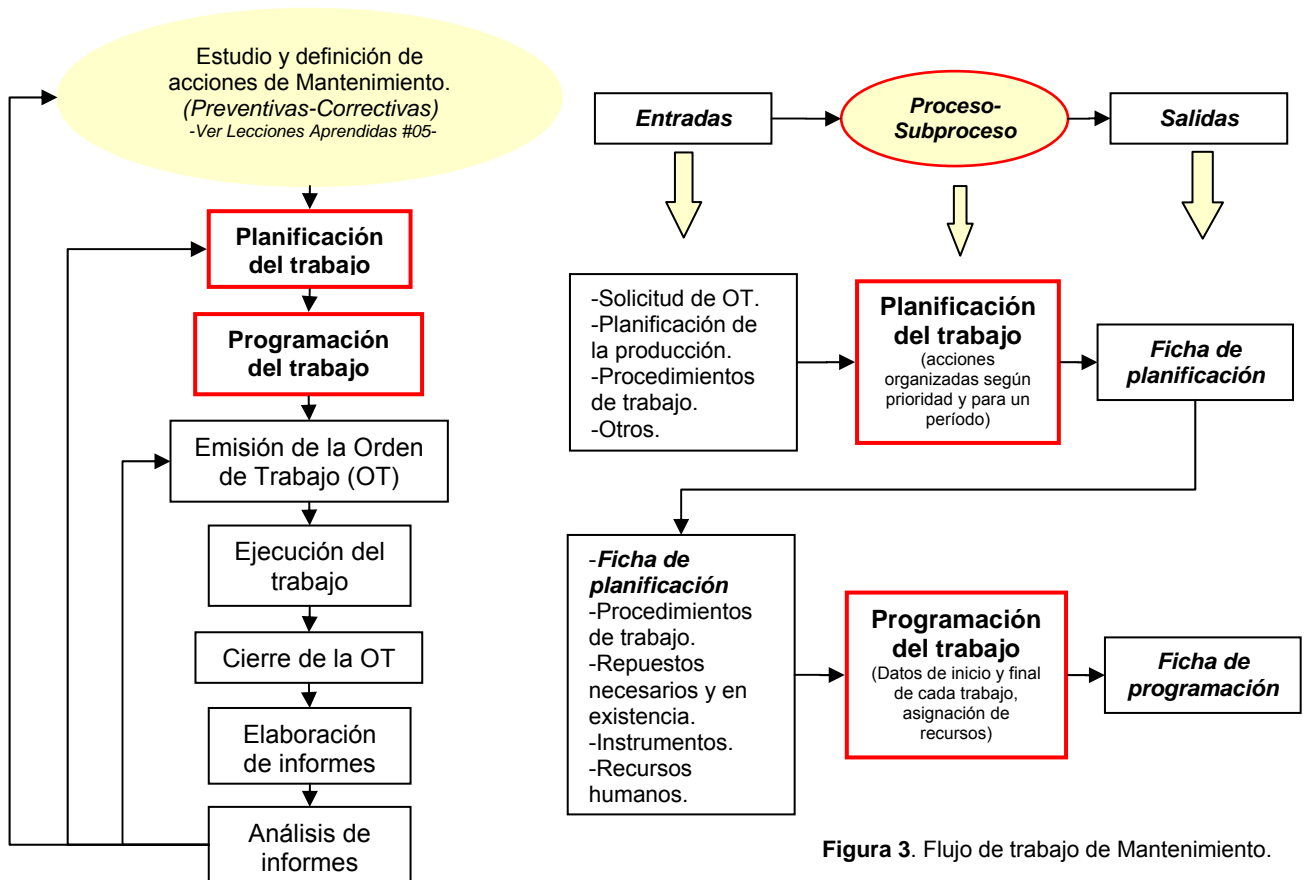 Estudio y definición de
acciones de Mantenimiento.
(Preventivas-Correctivas)
-Ver Lecciones Aprendidas #05-
Planificación
del trabajo
Programación
del trabajo
Emisión de la Orden
de Trabajo (OT)
Ejecución del
trabajo
Cierre de la OT
Elaboración
de informes
Análisis de
informes
Entradas
Proceso-
Subproceso
Salidas
-Solicitud de OT.
-Planificación de
la producción.
-Procedimientos
de trabajo.
-Otros.
Planificación
del trabajo
(acciones
organizadas según
prioridad y para un
período)
Ficha de
planificación
-Ficha de
planificación
-Procedimientos
de trabajo.
-Repuestos
necesarios y en
existencia.
-Instrumentos.
-Recursos
humanos.
Programación
del trabajo
(Datos de inicio y final
de cada trabajo,
asignación de
recursos)
Ficha de
programación
Figura 3. Flujo de trabajo de Mantenimiento.